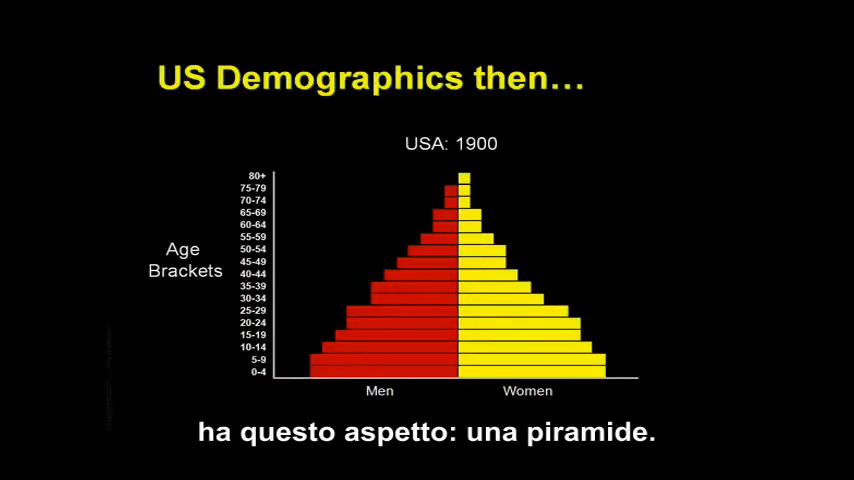 US Demographics then…
USA: 1900
80+
75-79
70-74
65-69
60-64
55-59
50-54
45-49
40-44
35-39
30-34
25-29
20-24
15-19
10-14
5-9
0-4
Age
Brackets
Men
Women
ha questo aspetto: una piramide.